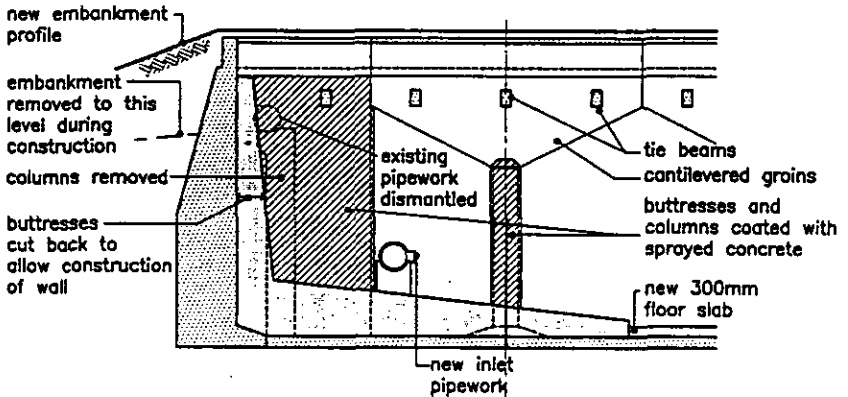 new embankment
profile
embankment
removed to this
level during
construction
columns removed
buttresses
cut back to
allow construction
of wall
existing
pipework
dismantled
tie beams
cantilevered groins
buttresses and
columns coated with
sprayed concrete
new 300mm
floor slab
new inlet
pipework